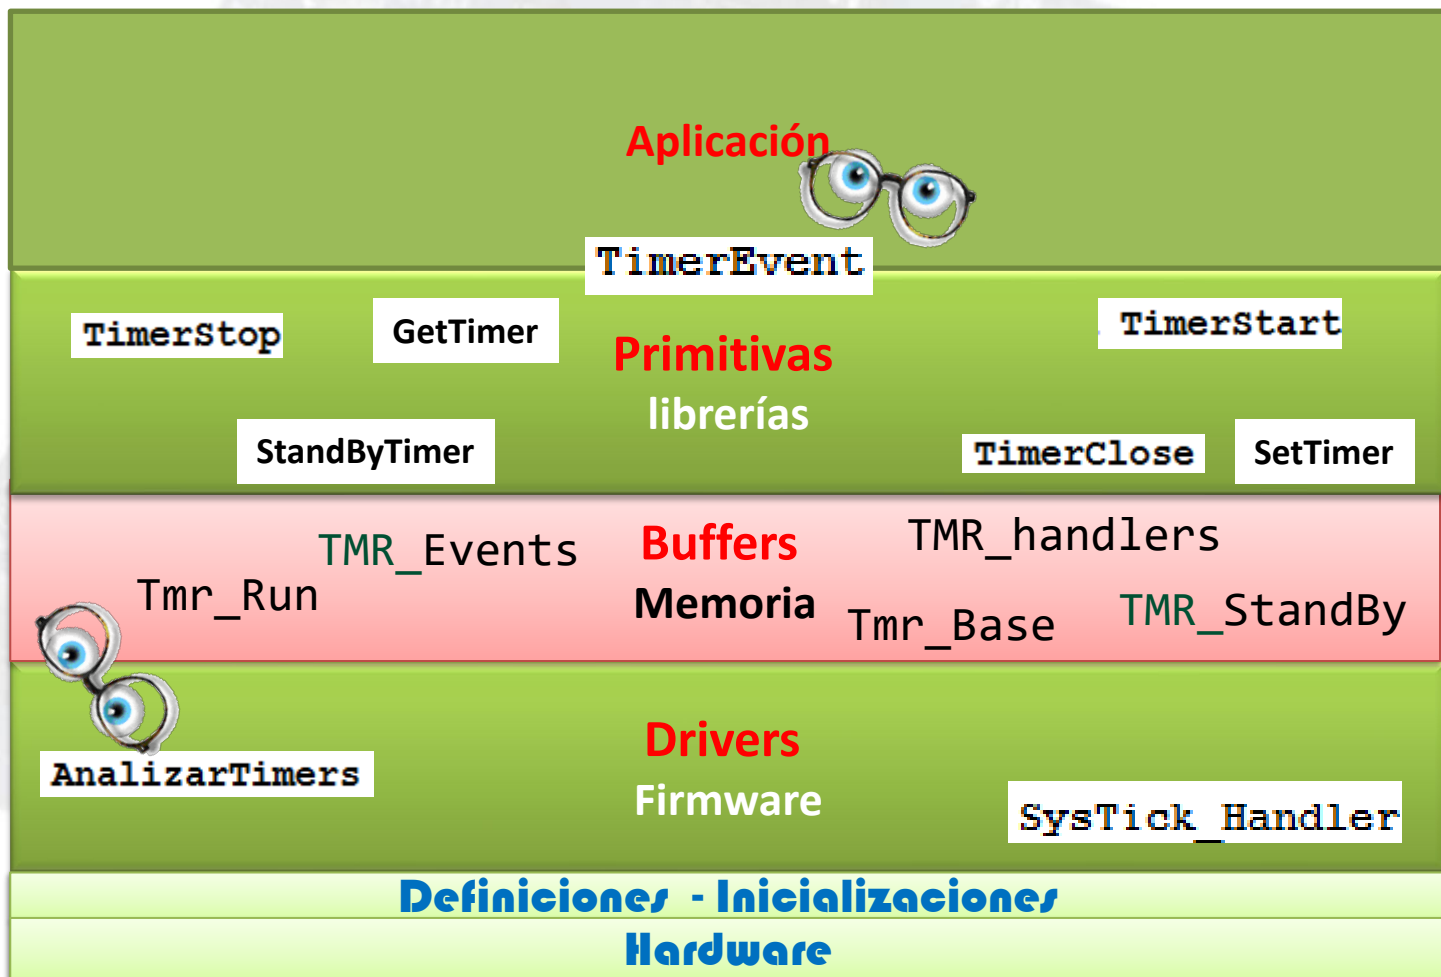 Aplicación
TimerEvent
TimerStop
GetTimer
TimerStart
Primitivas
librerías
StandByTimer
TimerClose
SetTimer
TMR_Events
Buffers
TMR_handlers
Tmr_Run
Memoria
Tmr_Base
TMR_StandBy
Drivers
AnalizarTimers
Firmware
SysTick_Handler
Definiciones - Inicializaciones
Hardware